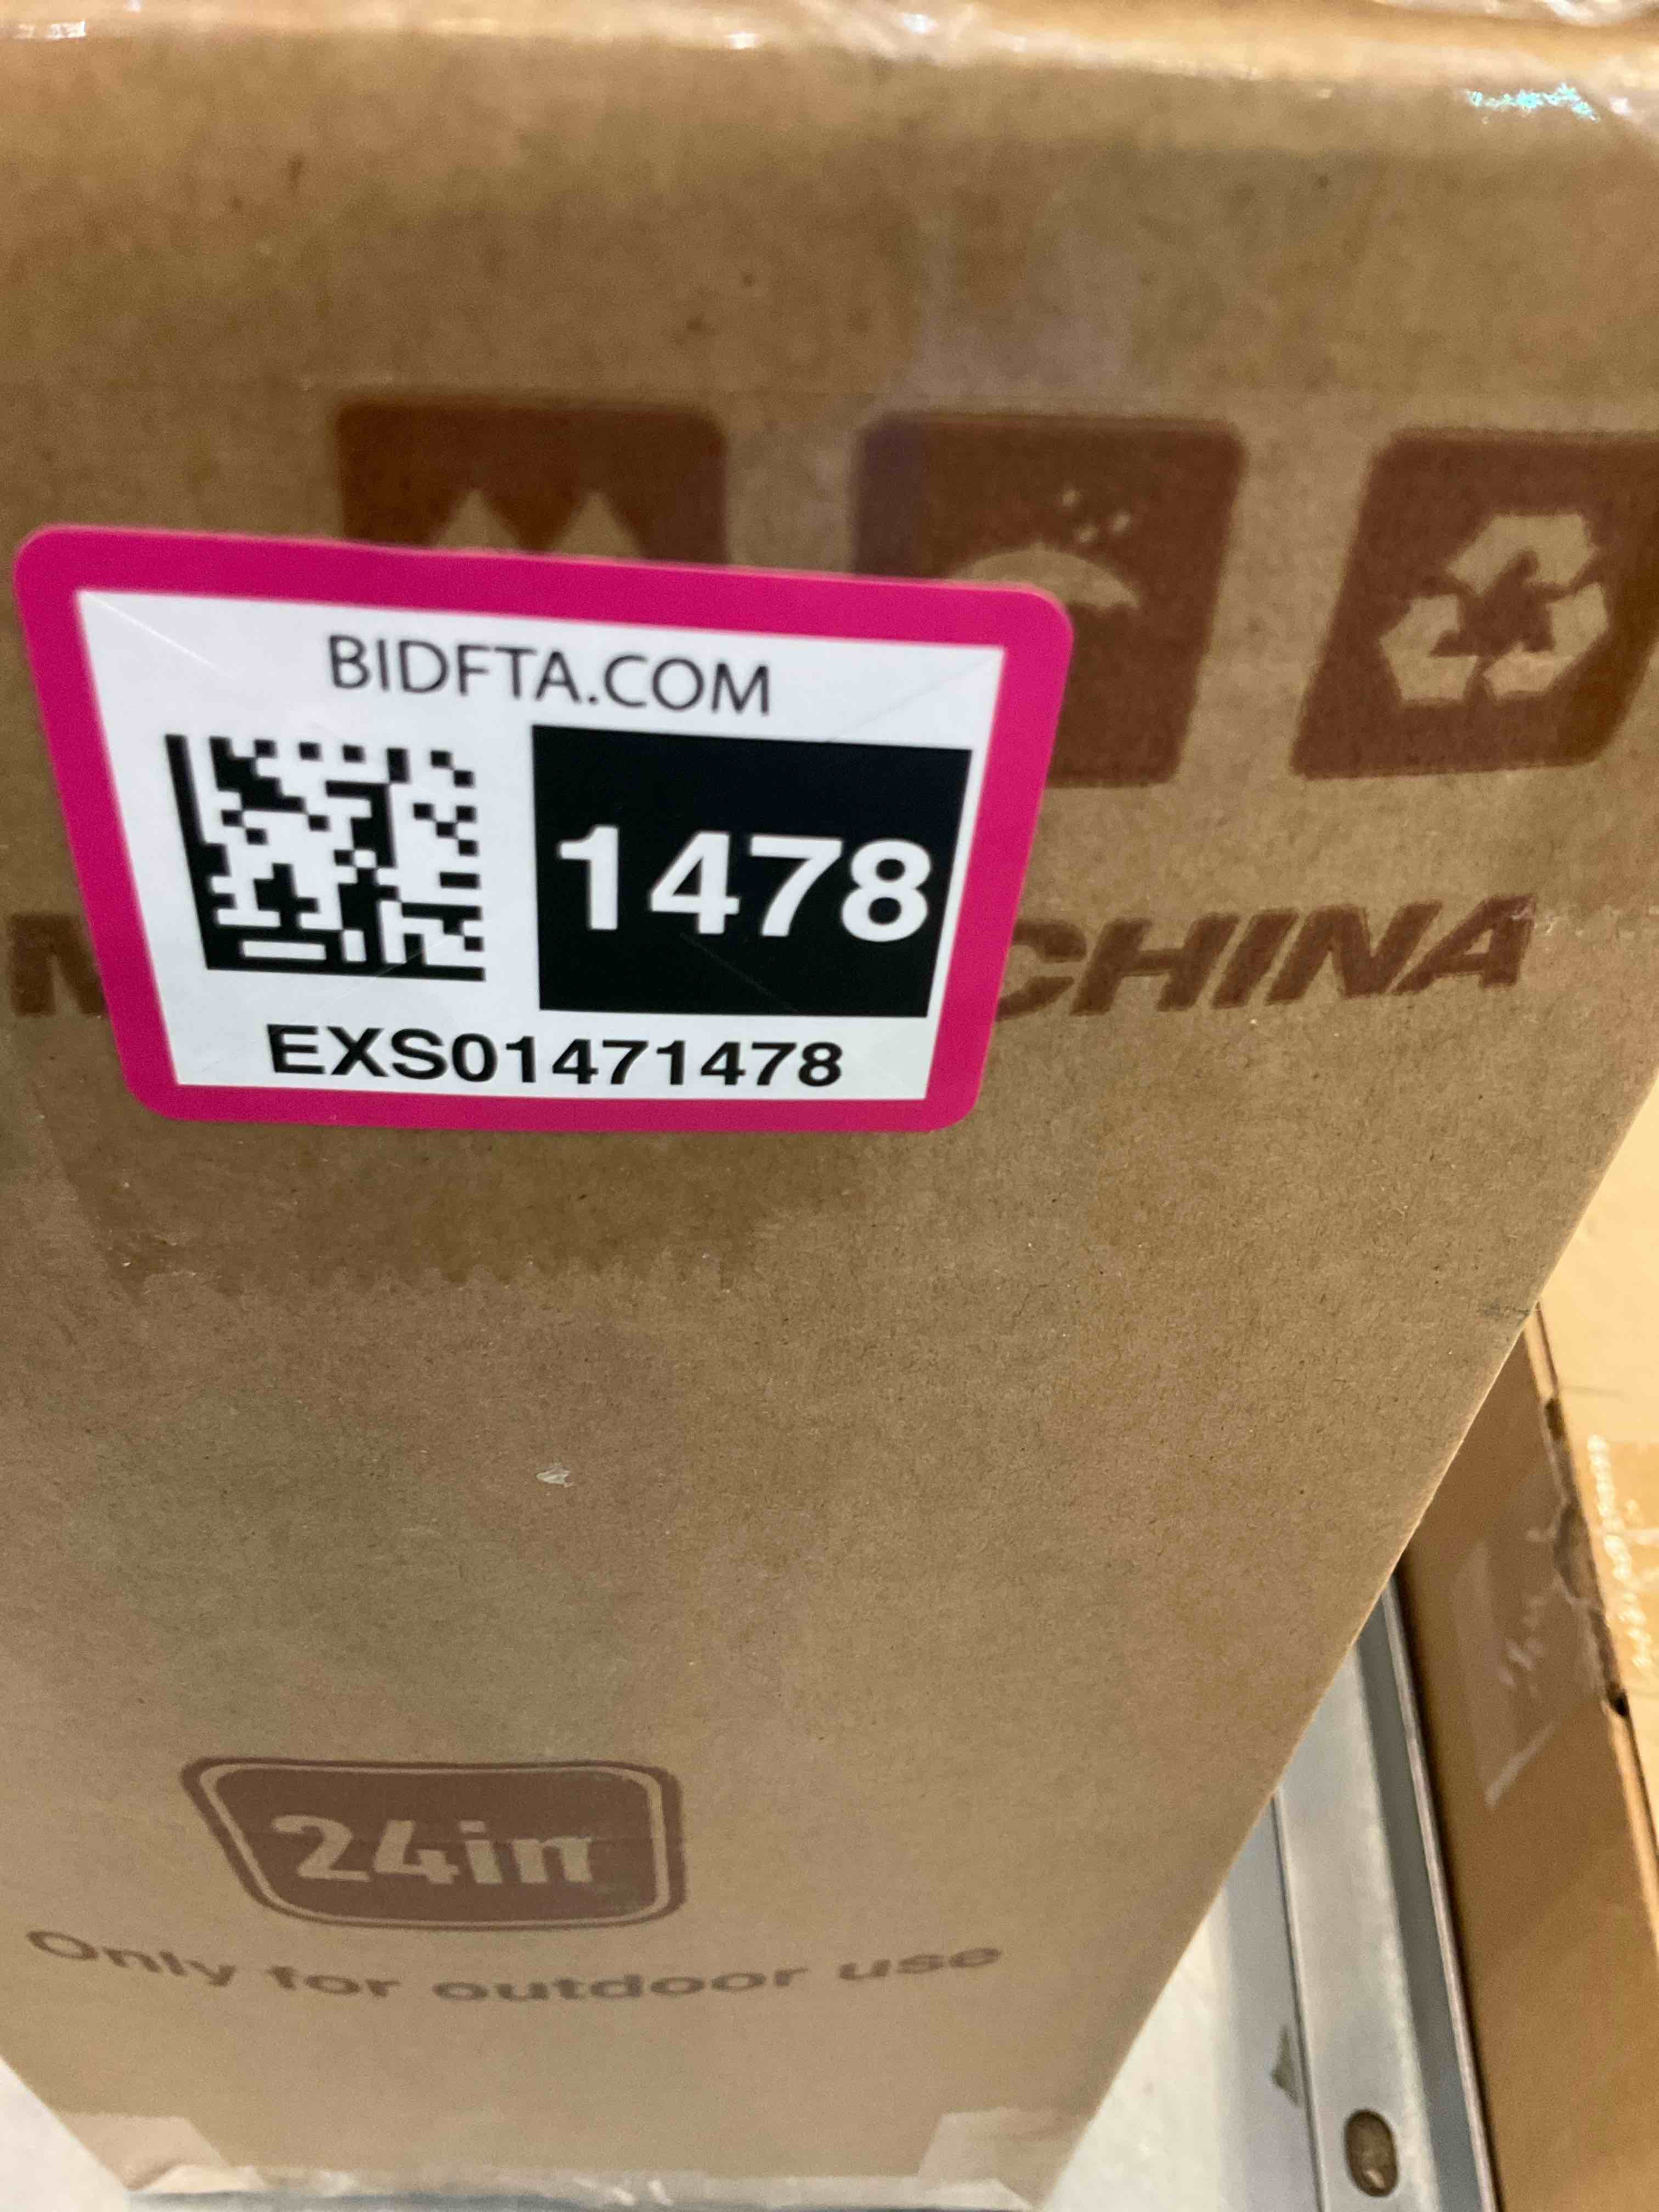 BIDFTA.COM
1478
EXS01471478
CHINA
24in
Only for outdoor use